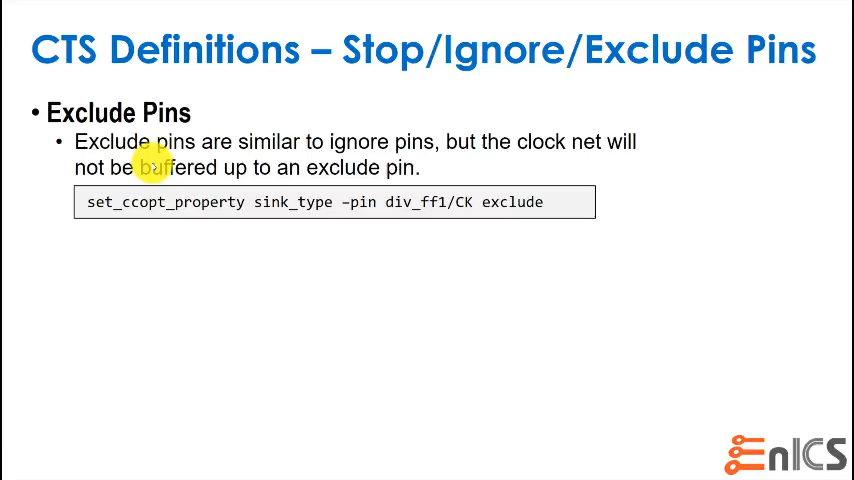 CTS Definitions – Stop/Ignore/Exclude Pins
• Exclude Pins
• Exclude pins are similar to ignore pins, but the clock net will
not be buffered up to an exclude pin.
set_ccopt_property sink_type –pin div_ff1/CK exclude
EnICS